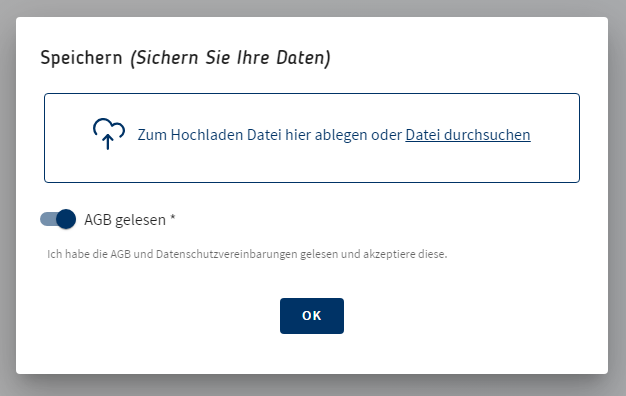 Speichern (Sichern Sie Ihre Daten)
Zum Hochladen Datei hier ablegen oder Datei durchsuchen
AGB gelesen *
Ich habe die AGB und Datenschutzvereinbarungen gelesen und akzeptiere diese.
OK